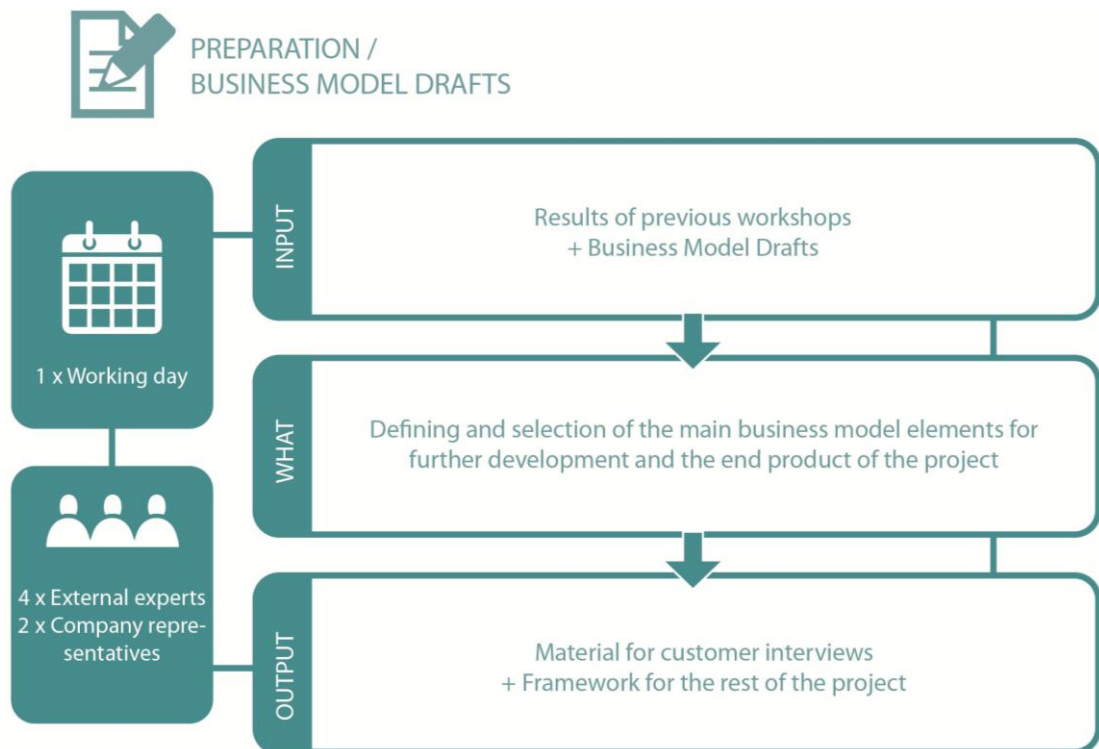 PREPARATION /
BUSINESS MODEL DRAFTS
INPUT
Results of previous workshops
+ Business Model Drafts
1 x Working day
WHAT
Defining and selection of the main business model elements for
further development and the end product of the project
4 x External experts
2 x Company repre-
sentatives
OUTPUT
Material for customer interviews
+ Framework for the rest of the project